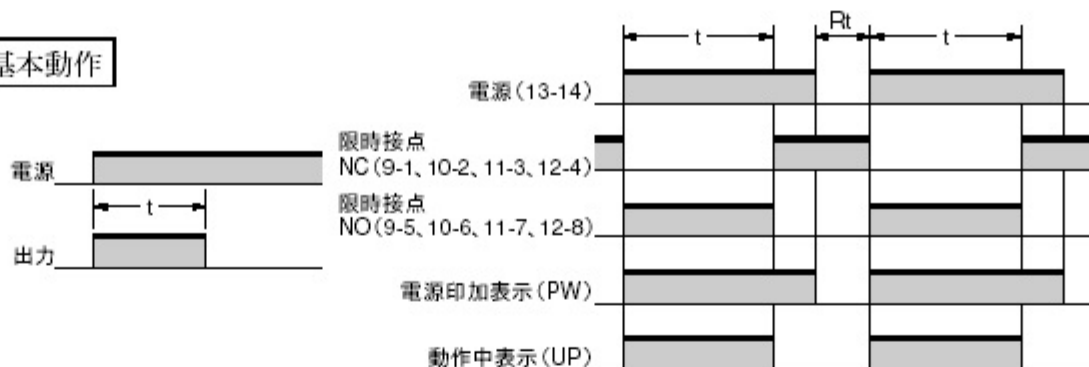 基本動作
電源
t
出力
t
Rt
t
電源(13-14)
限時接点
NC(9-1、10-2、11-3、12-4)
限時接点
NO(9-5、10-6、11-7、12-8)
電源印加表示(PW)
動作中表示(UP)